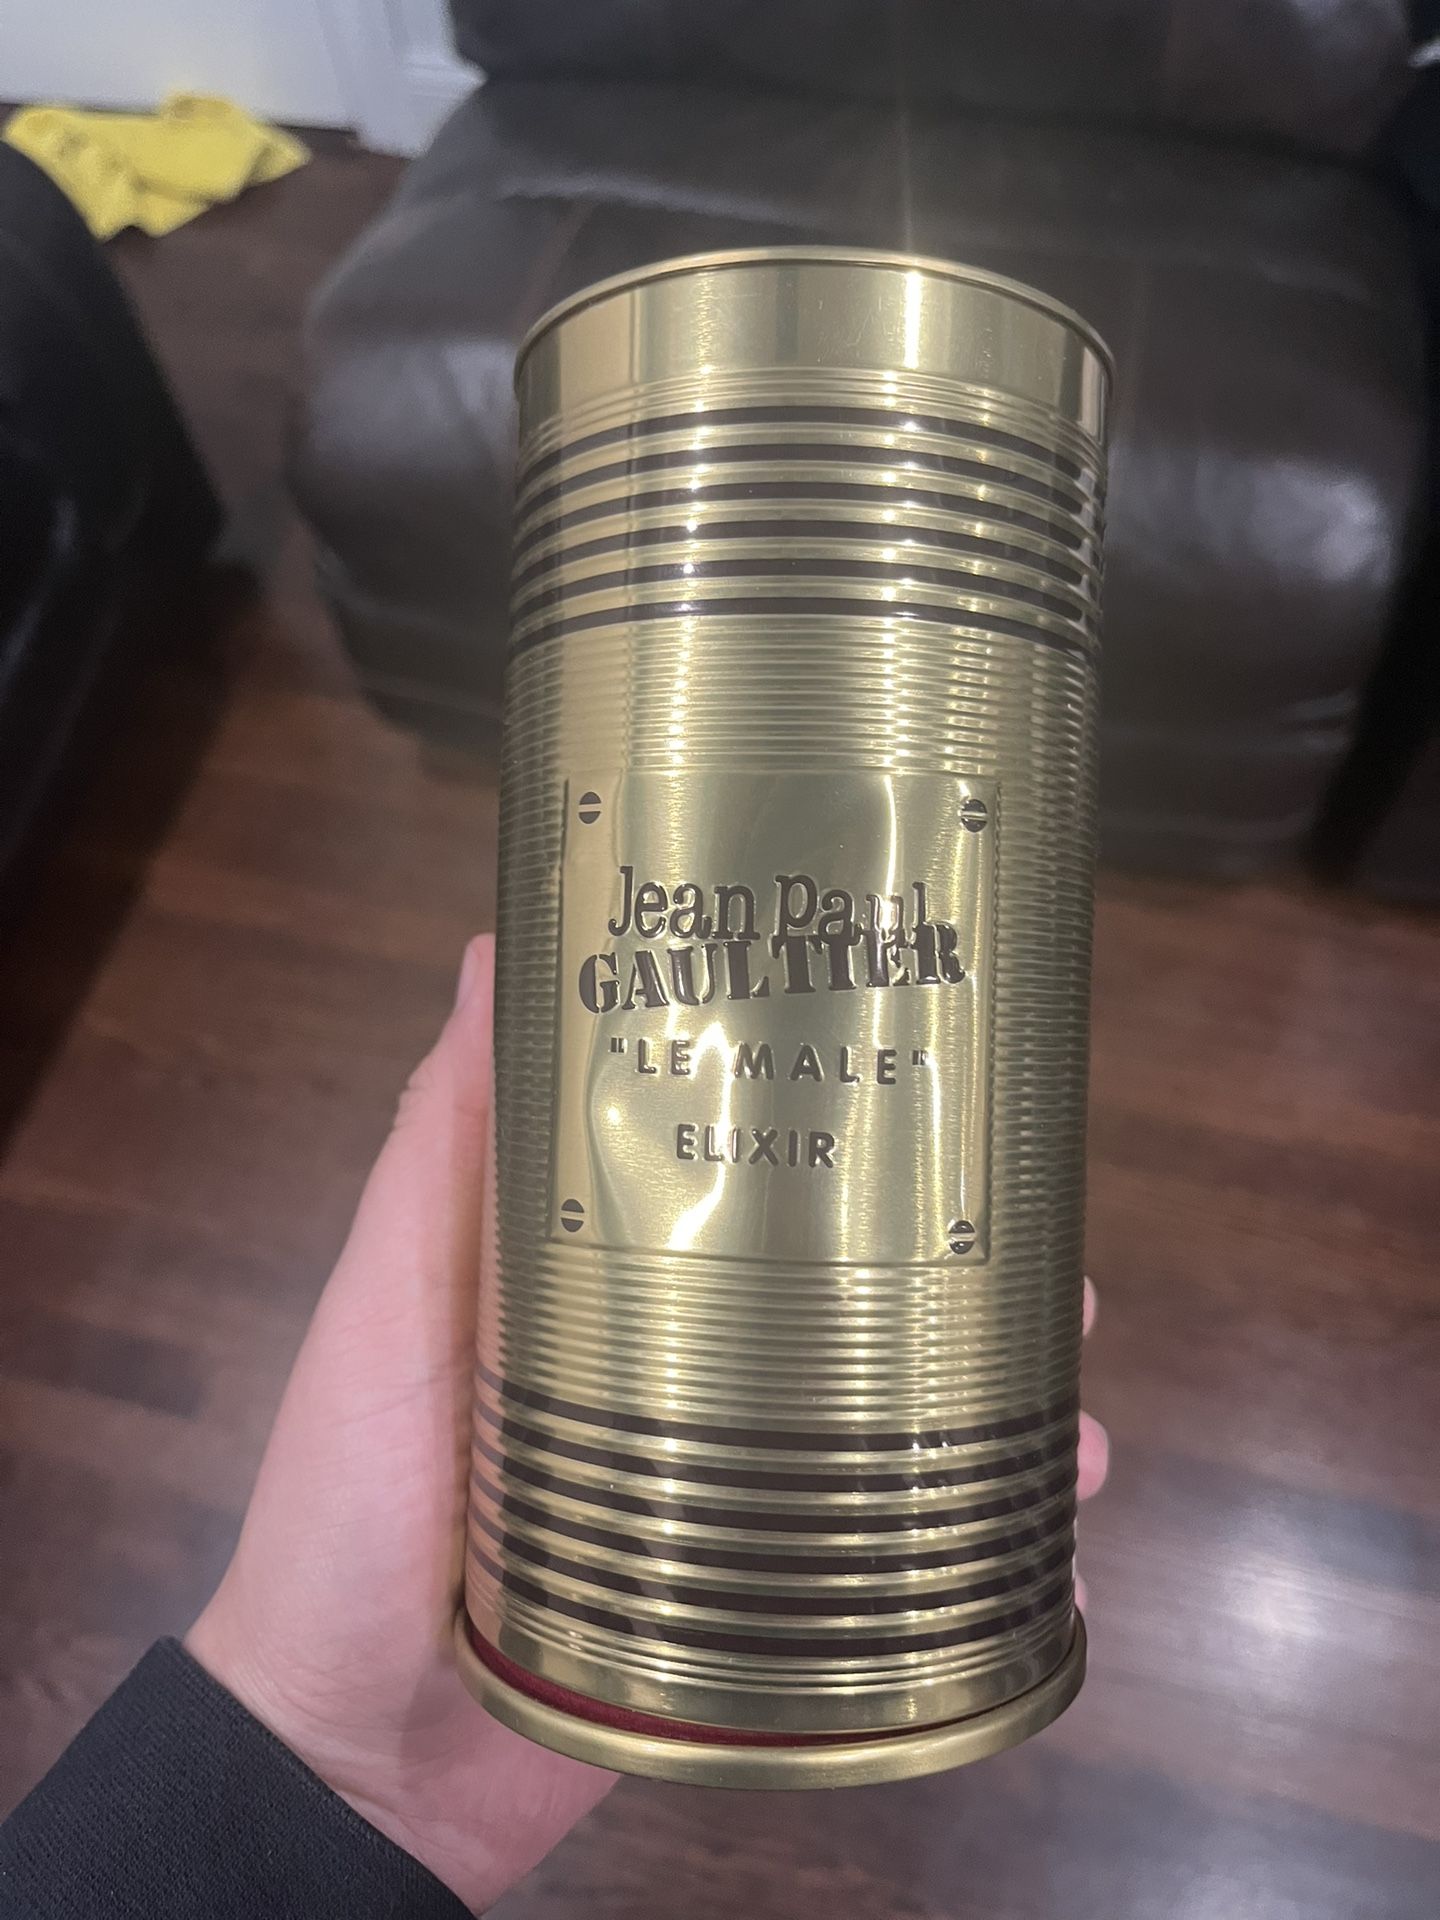 Jean Paul
GAULTIER
"LE MALE"
ELIXIR